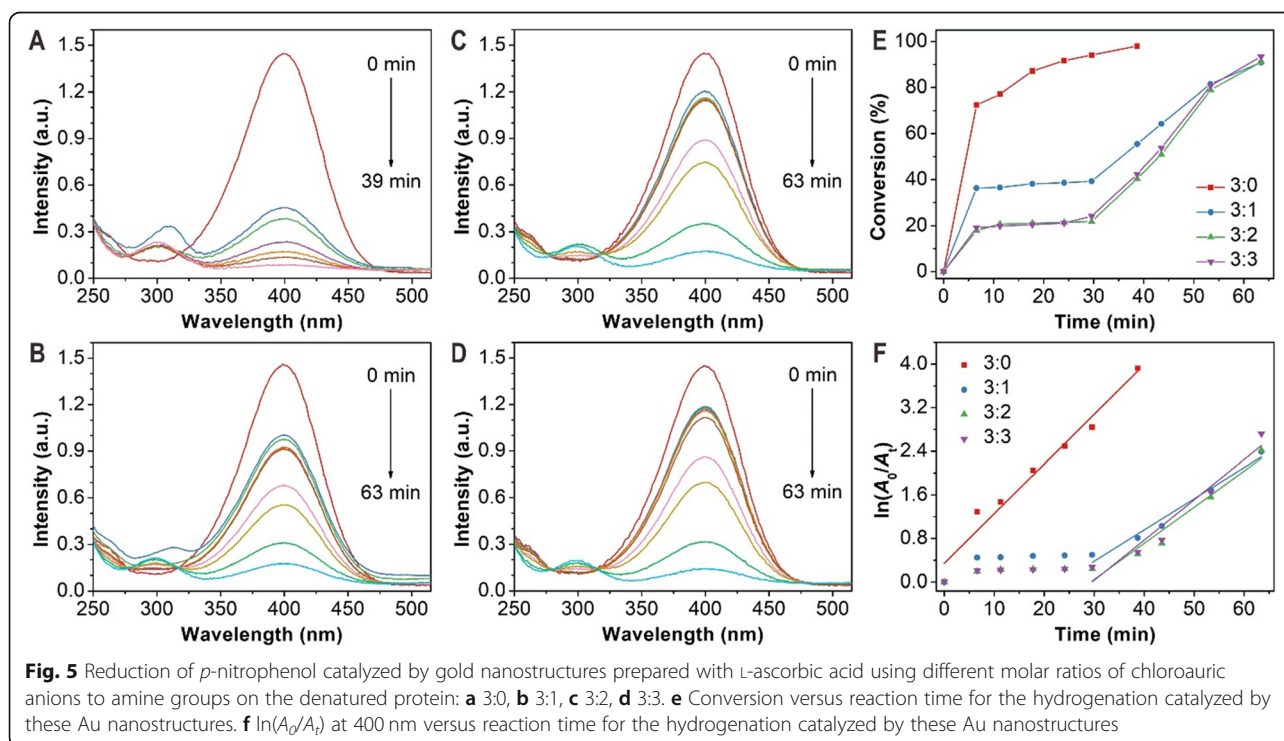 A
1.5
1.2
0.9
0.6
0.3
0.0
Intensity (a.u.)
0 min
39 min
250 300 350 400 450 500
Wavelength (nm)
C
1.5
1.2
0.9
0.6
0.3
0.0
Intensity (a.u.)
0 min
63 min
250 300 350 400 450 500
Wavelength (nm)
E
100
80
60
40
20
0
Conversion (%)
3:0
3:1
3:2
3:3
0 10 20 30 40 50 60
Time (min)
B
1.5
1.2
0.9
0.6
0.3
0.0
Intensity (a.u.)
0 min
63 min
250 300 350 400 450 500
Wavelength (nm)
D
1.5
1.2
0.9
0.6
0.3
0.0
Intensity (a.u.)
0 min
63 min
250 300 350 400 450 500
Wavelength (nm)
F
4.0
3.2
2.4
1.6
0.8
0.0
ln(A0/At)
3:0
3:1
3:2
3:3
0 10 20 30 40 50 60
Time (min)
Fig. 5 Reduction of p-nitrophenol catalyzed by gold nanostructures prepared with L-ascorbic acid using different molar ratios of chloroauric
anions to amine groups on the denatured protein: a 3:0, b 3:1, c 3:2, d 3:3. e Conversion versus reaction time for the hydrogenation catalyzed by
these Au nanostructures. f ln(A0/At) at 400 nm versus reaction time for the hydrogenation catalyzed by these Au nanostructures